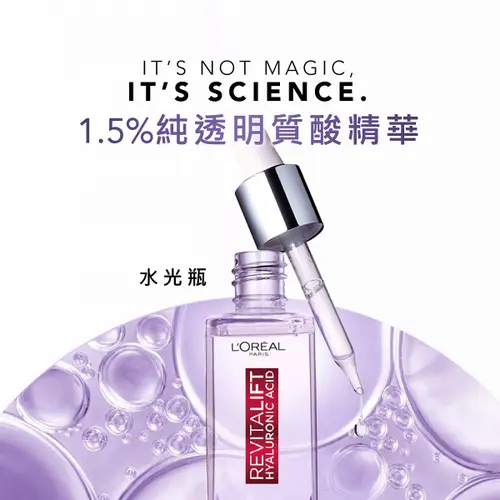 IT'S NOT MAGIC,
IT'S SCIENCE.
1.5%純透明質酸精華
水光瓶
L'ORÉAL
PARIS
REVITALIFT
HYALURONIC ACID